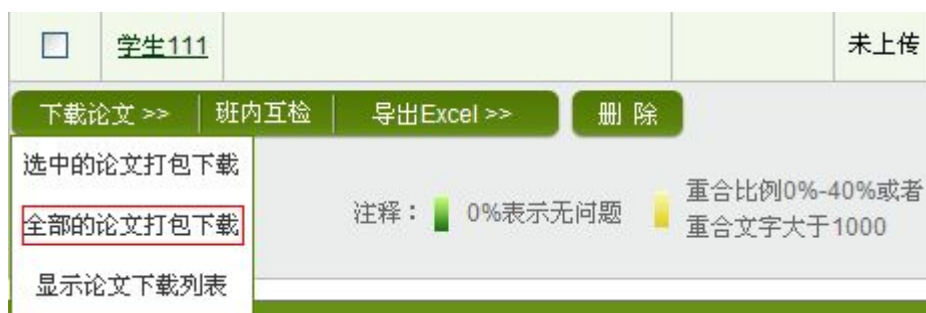 学生111 未上传
下载论文 >> 班内互检 导出Excel >> 删 除
选中的论文打包下载
全部的论文打包下载
显示论文下载列表
注释： 0%表示无问题
重合比例0%-40%或者
重合文字大于1000